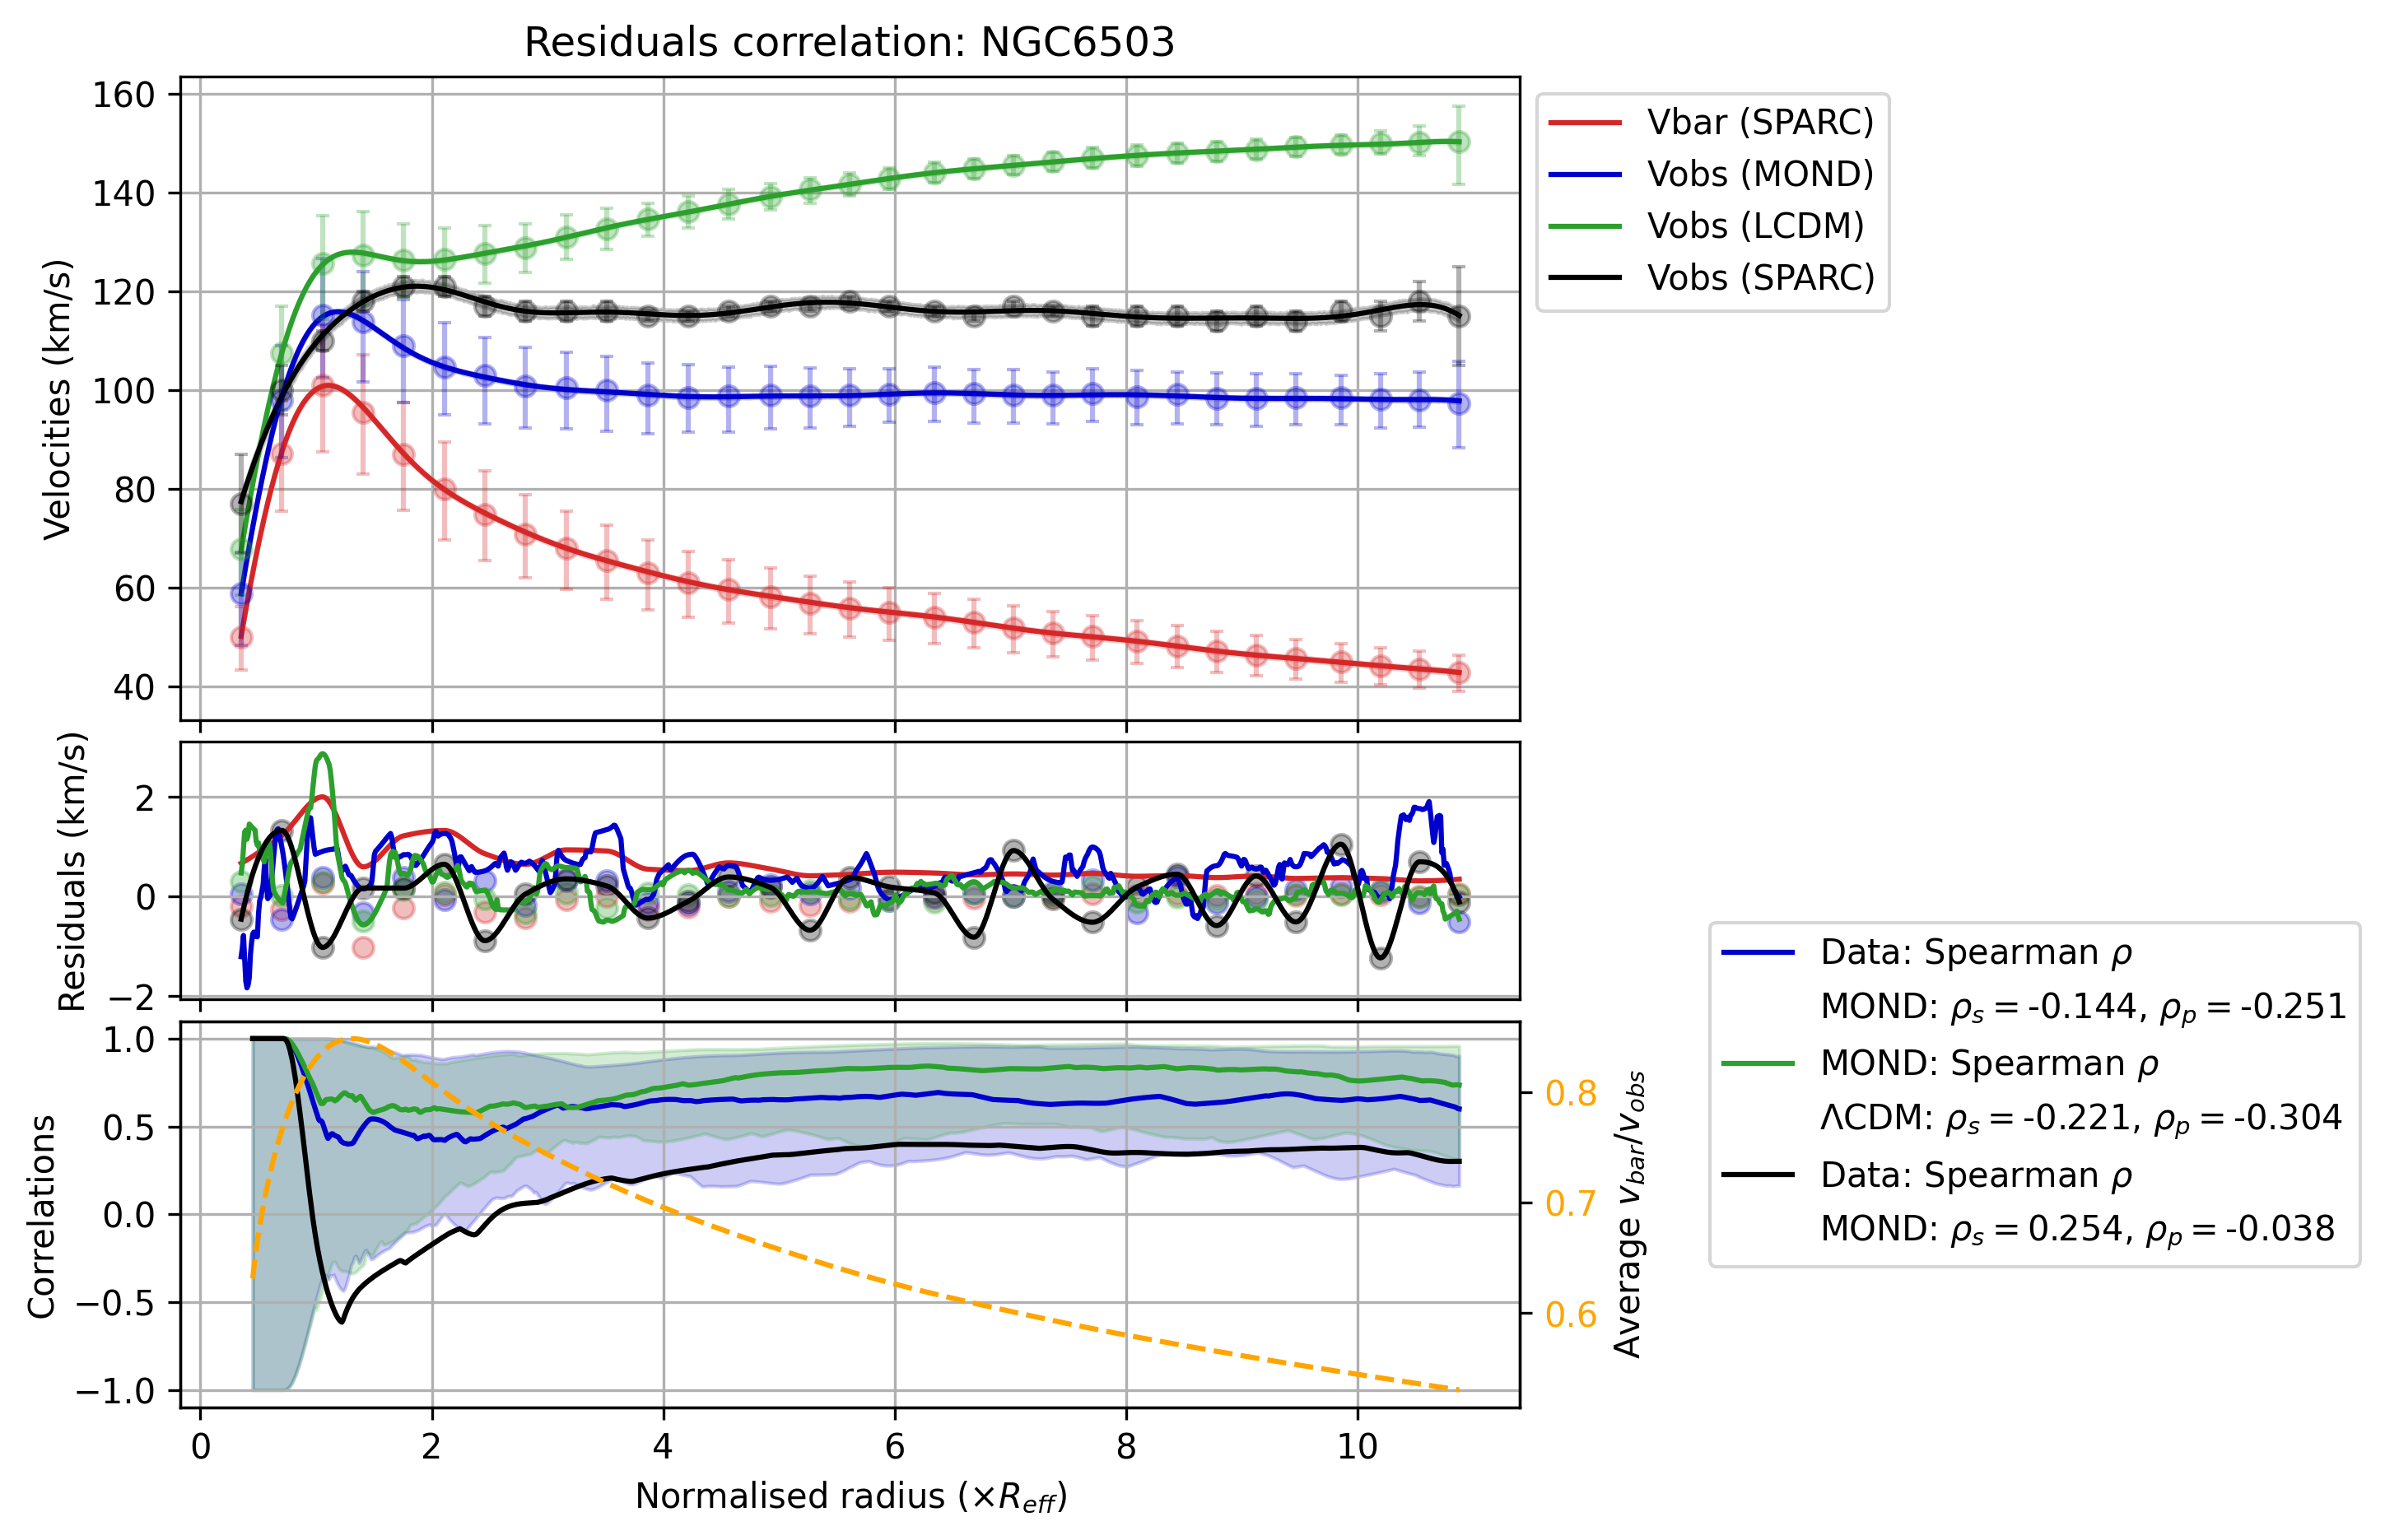 Residuals correlation: NGC6503
160
140
120
100
80
60
40
Velocities (km/s)
Vbar (SPARC)
Vobs (MOND)
Vobs (LCDM)
Vobs (SPARC)
2
0
−2
Residuals (km/s)
1.0
0.5
0.0
−0.5
−1.0
Correlations
0.8
0.7
0.6
Average v_bar/v_obs
Data: Spearman ρ
MOND: ρ_s = -0.144, ρ_p = -0.251
MOND: Spearman ρ
ΛCDM: ρ_s = -0.221, ρ_p = -0.304
Data: Spearman ρ
MOND: ρ_s = 0.254, ρ_p = -0.038
0 2 4 6 8 10
Normalised radius (×R_eff)